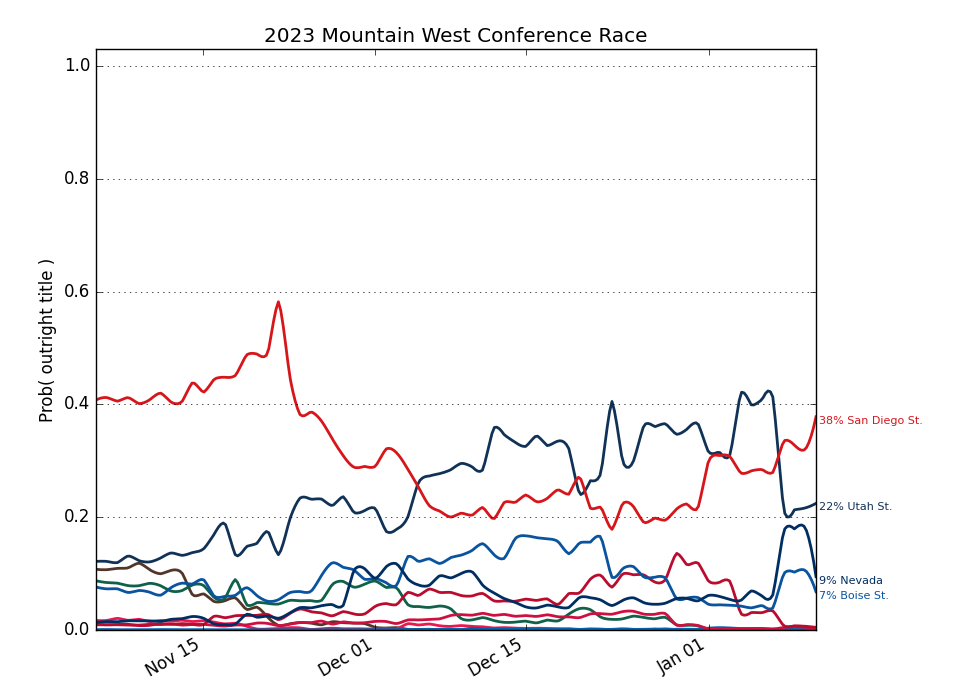 2023 Mountain West Conference Race
Prob( outright title )
1.0
0.8
0.6
0.4
0.2
0.0
38% San Diego St.
22% Utah St.
9% Nevada
7% Boise St.
Nov 15
Dec 01
Dec 15
Jan 01